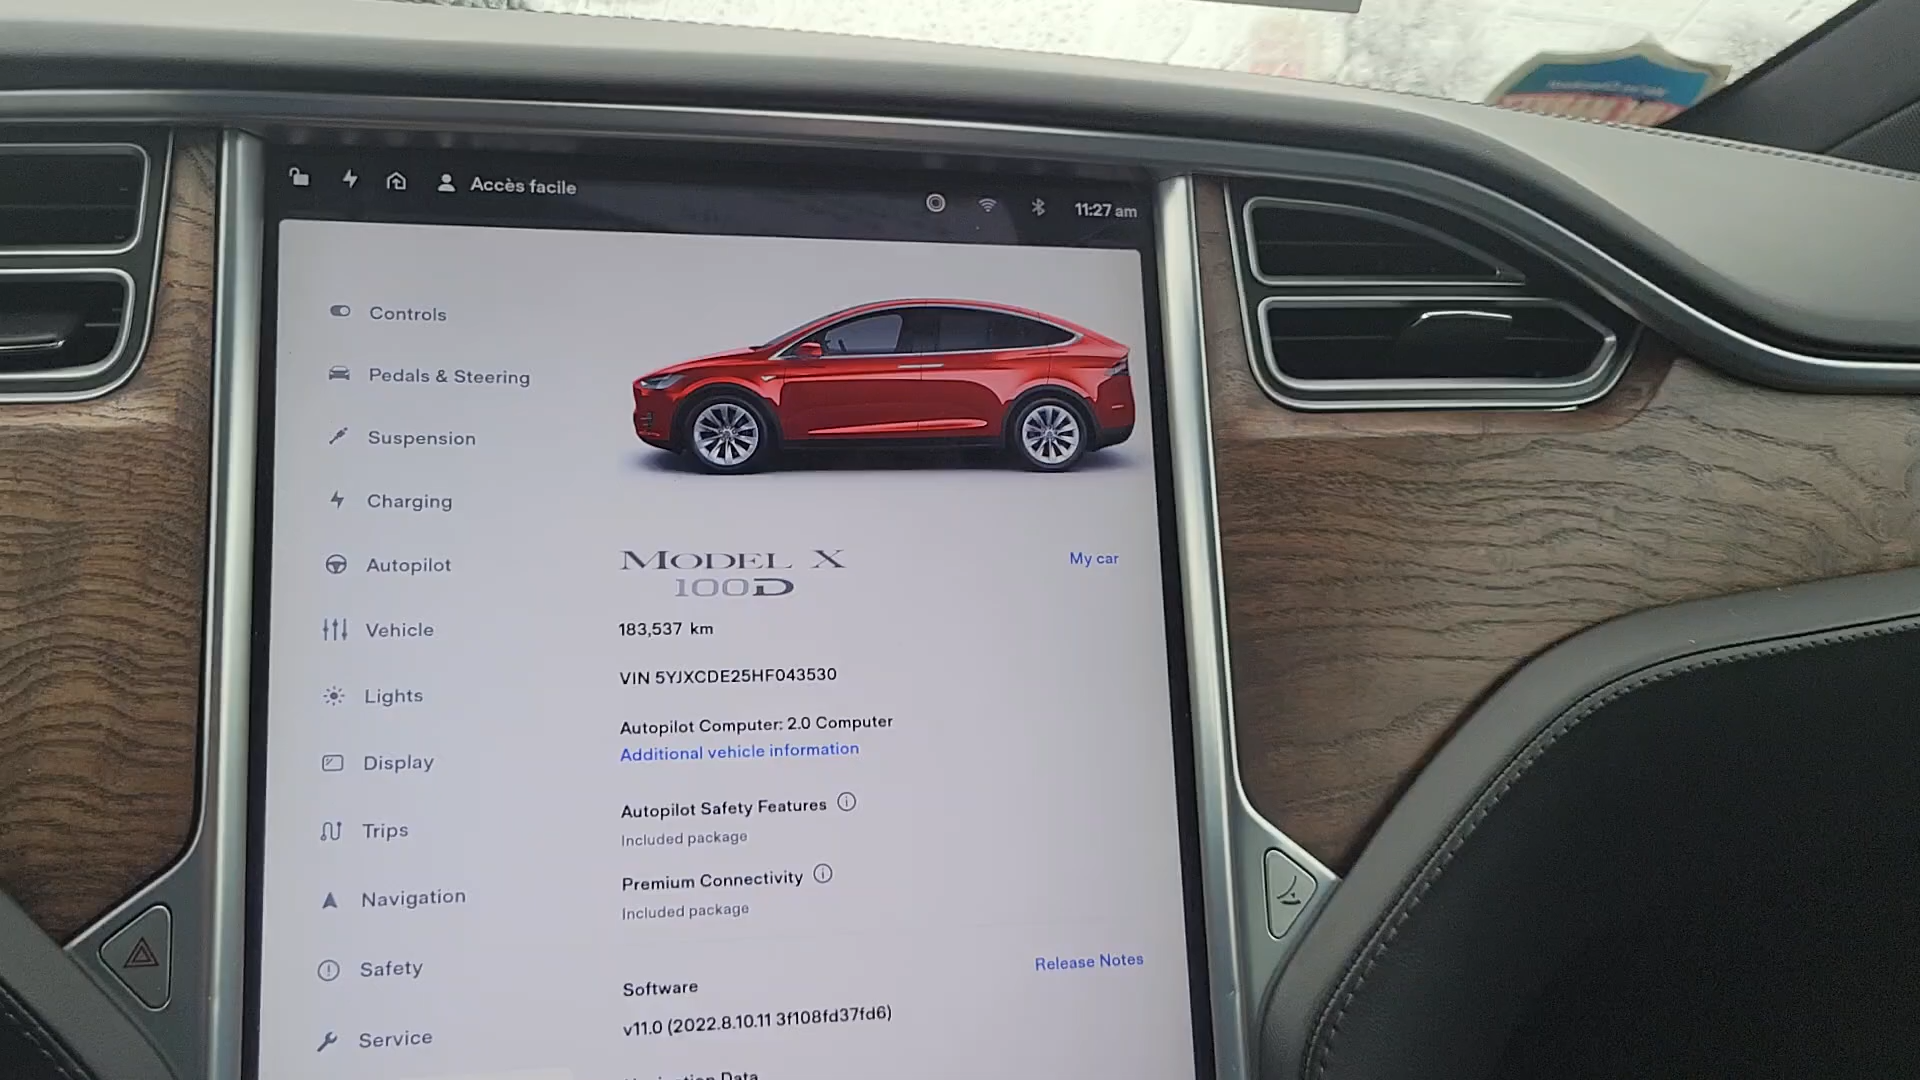 Accès facile
11:27 am
Controls
Pedals & Steering
Suspension
Charging
Autopilot
Vehicle
Lights
Display
Trips
Navigation
Safety
Service
MODEL X
100D
My car
183,537 km
VIN 5YJXCDE25HF043530
Autopilot Computer: 2.0 Computer
Additional vehicle information
Autopilot Safety Features
Included package
Premium Connectivity
Included package
Release Notes
Software
v11.0 (2022.8.10.11 3f108fd37fd6)
Data